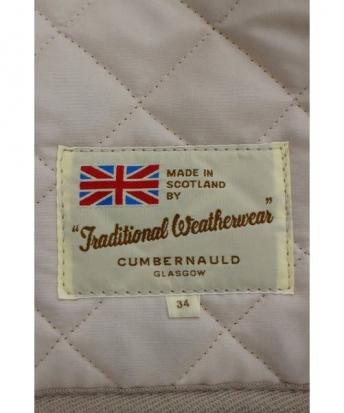 MADE IN
SCOTLAND
BY
"Traditional Weatherwear"
CUMBERNAULD
GLASGOW
34